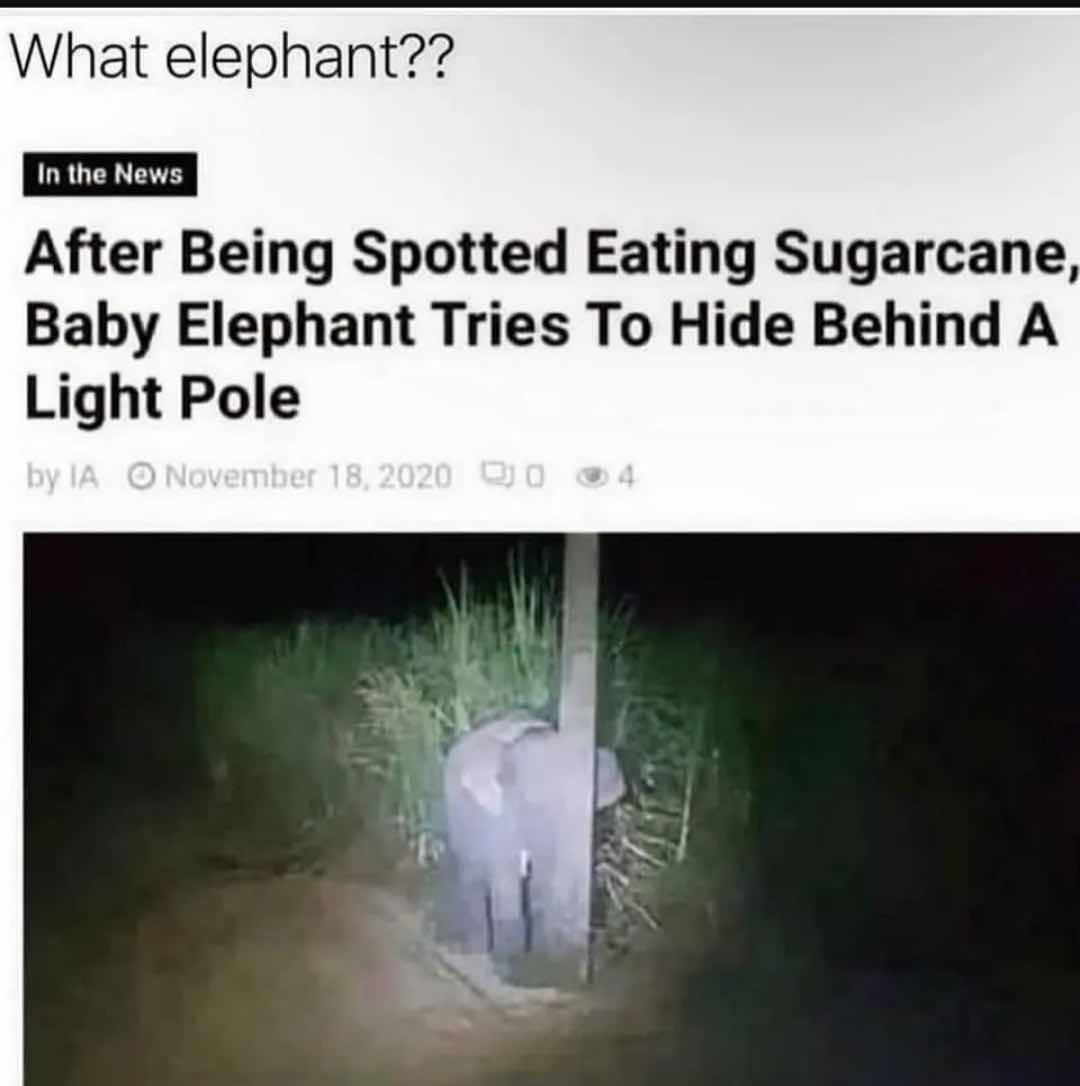 What elephant??
In the News
After Being Spotted Eating Sugarcane,
Baby Elephant Tries To Hide Behind A
Light Pole
by IA November 18, 2020 0 4